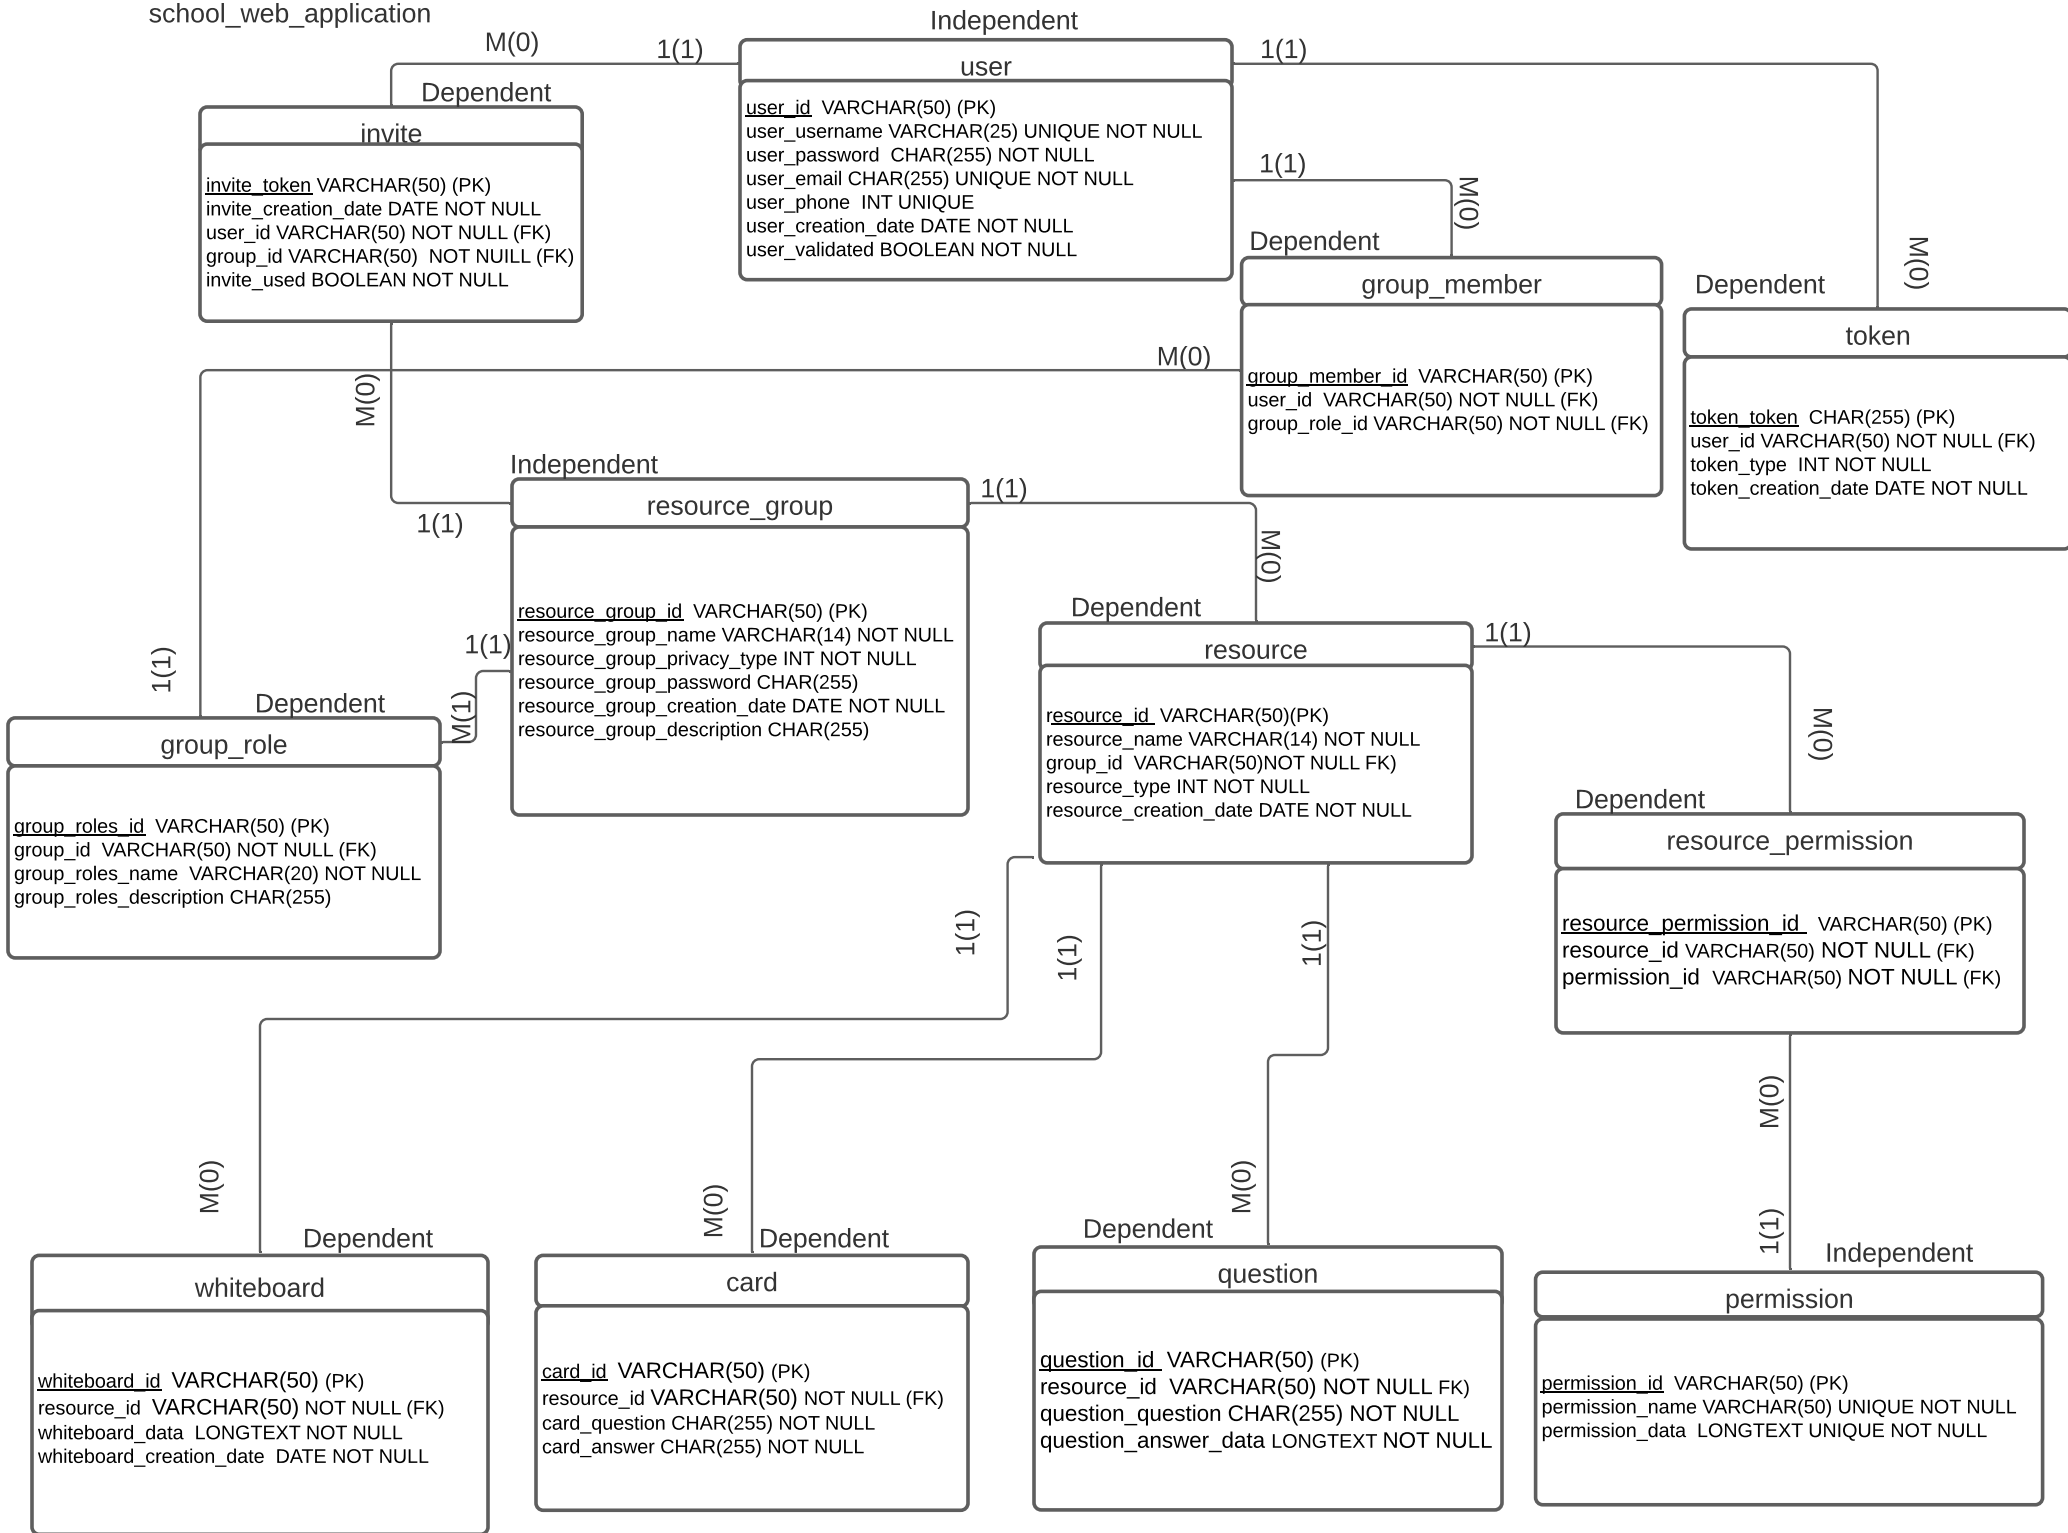 school_web_application
Independent
M(0)
1(1)
1(1)
user
user_id VARCHAR(50) (PK)
user_username VARCHAR(25) UNIQUE NOT NULL
user_password CHAR(255) NOT NULL
user_email CHAR(255) UNIQUE NOT NULL
user_phone INT UNIQUE
user_creation_date DATE NOT NULL
user_validated BOOLEAN NOT NULL
Dependent
invite
invite_token VARCHAR(50) (PK)
invite_creation_date DATE NOT NULL
user_id VARCHAR(50) NOT NULL (FK)
group_id VARCHAR(50) NOT NUILL (FK)
invite_used BOOLEAN NOT NULL
1(1)
M(0)
Dependent
group_member
group_member_id VARCHAR(50) (PK)
user_id VARCHAR(50) NOT NULL (FK)
group_role_id VARCHAR(50) NOT NULL (FK)
M(0)
Dependent
token
token_token CHAR(255) (PK)
user_id VARCHAR(50) NOT NULL (FK)
token_type INT NOT NULL
token_creation_date DATE NOT NULL
M(0)
M(0)
1(1)
Independent
resource_group
resource_group_id VARCHAR(50) (PK)
resource_group_name VARCHAR(14) NOT NULL
resource_group_privacy_type INT NOT NULL
resource_group_password CHAR(255)
resource_group_creation_date DATE NOT NULL
resource_group_description CHAR(255)
1(1)
M(0)
1(1)
1(1)
M(1)
Dependent
group_role
group_roles_id VARCHAR(50) (PK)
group_id VARCHAR(50) NOT NULL (FK)
group_roles_name VARCHAR(20) NOT NULL
group_roles_description CHAR(255)
Dependent
resource
resource_id VARCHAR(50)(PK)
resource_name VARCHAR(14) NOT NULL
group_id VARCHAR(50)NOT NULL FK)
resource_type INT NOT NULL
resource_creation_date DATE NOT NULL
1(1)
M(0)
Dependent
resource_permission
resource_permission_id VARCHAR(50) (PK)
resource_id VARCHAR(50) NOT NULL (FK)
permission_id VARCHAR(50) NOT NULL (FK)
1(1)
1(1)
1(1)
M(0)
M(0)
M(0)
M(0)
1(1)
Dependent
whiteboard
whiteboard_id VARCHAR(50) (PK)
resource_id VARCHAR(50) NOT NULL (FK)
whiteboard_data LONGTEXT NOT NULL
whiteboard_creation_date DATE NOT NULL
Dependent
card
card_id VARCHAR(50) (PK)
resource_id VARCHAR(50) NOT NULL (FK)
card_question CHAR(255) NOT NULL
card_answer CHAR(255) NOT NULL
Dependent
question
question_id VARCHAR(50) (PK)
resource_id VARCHAR(50) NOT NULL FK)
question_question CHAR(255) NOT NULL
question_answer_data LONGTEXT NOT NULL
Independent
permission
permission_id VARCHAR(50) (PK)
permission_name VARCHAR(50) UNIQUE NOT NULL
permission_data LONGTEXT UNIQUE NOT NULL